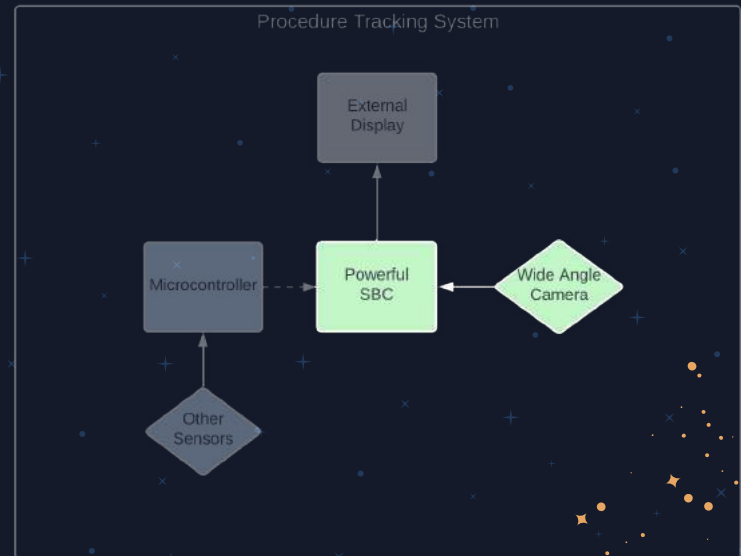 Procedure Tracking System
External
Display
Microcontroller
Powerful
SBC
Wide Angle
Camera
Other
Sensors